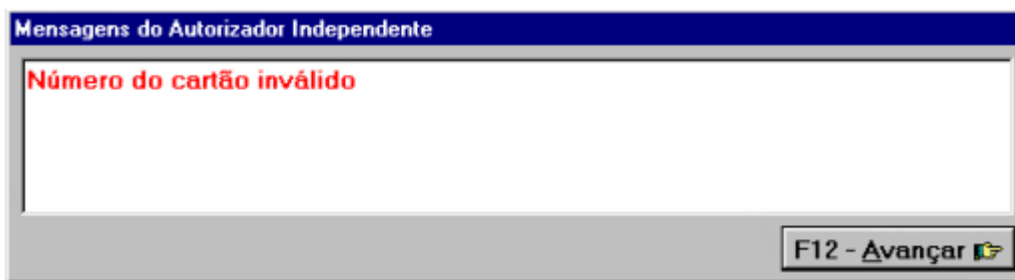 Mensagens do Autorizador Independente
Número do cartão inválido
F12 - Avançar